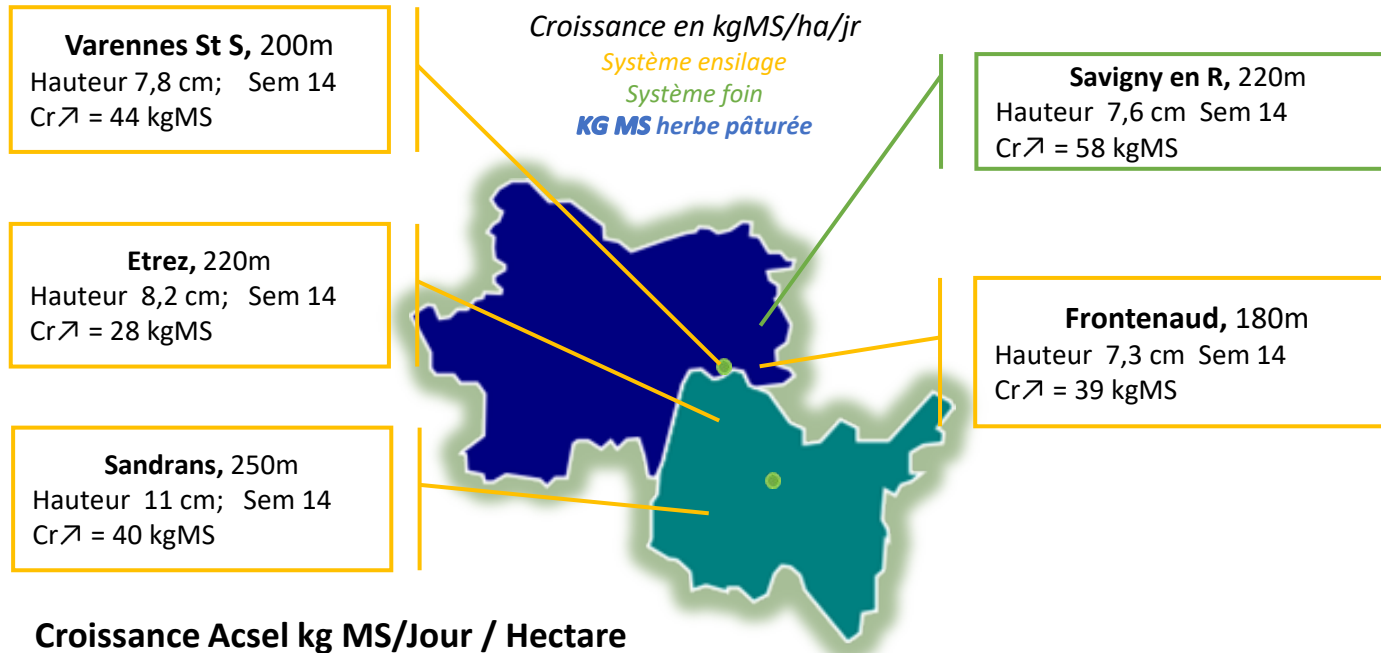 Croissance en kgMS/ha/jr
Système ensilage
Système foin
KG MS herbe pâturée
Varennes St S, 200m
Hauteur 7,8 cm; Sem 14
Cr↗ = 44 kgMS
Savigny en R, 220m
Hauteur 7,6 cm Sem 14
Cr↗ = 58 kgMS
Etrez, 220m
Hauteur 8,2 cm; Sem 14
Cr↗ = 28 kgMS
Frontenaud, 180m
Hauteur 7,3 cm Sem 14
Cr↗ = 39 kgMS
Sandrans, 250m
Hauteur 11 cm; Sem 14
Cr↗ = 40 kgMS
Croissance Acsel kg MS/Jour / Hectare